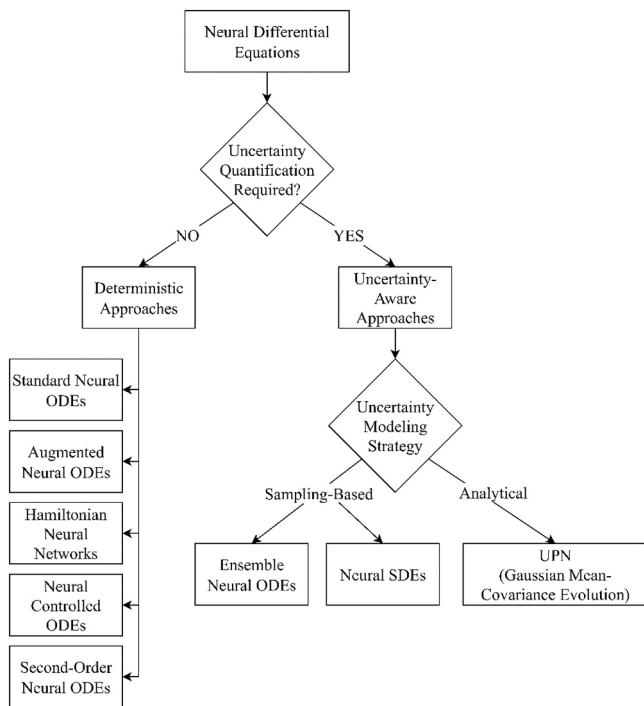 Neural Differential
Equations
Uncertainty
Quantification
Required?
NO
YES
Deterministic
Approaches
Uncertainty-
Aware
Approaches
Standard Neural
ODEs
Augmented
Neural ODEs
Hamiltonian
Neural
Networks
Neural
Controlled
ODEs
Second-Order
Neural ODEs
Uncertainty
Modeling
Strategy
Sampling-Based
Analytical
Ensemble
Neural ODEs
Neural SDEs
UPN
(Gaussian Mean-
Covariance Evolution)